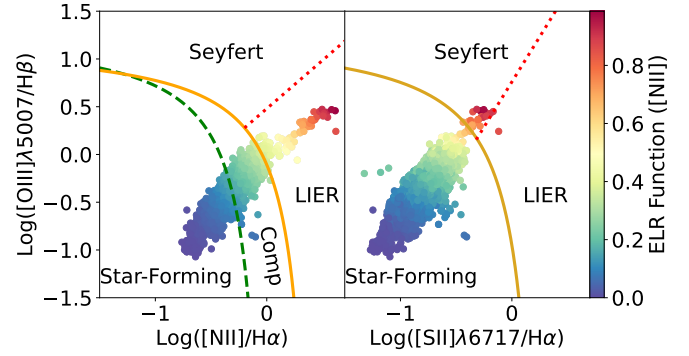 1.5
1.0
0.5
0.0
−0.5
−1.0
−1.5
Log([OIII]λ5007/Hβ)
Seyfert
LIER
Comp
Star-Forming
−1
0
Log([NII]/Hα)
Seyfert
LIER
Star-Forming
−1
0
Log([SII]λ6717/Hα)
0.8
0.6
0.4
0.2
0.0
ELR Function ([NII])